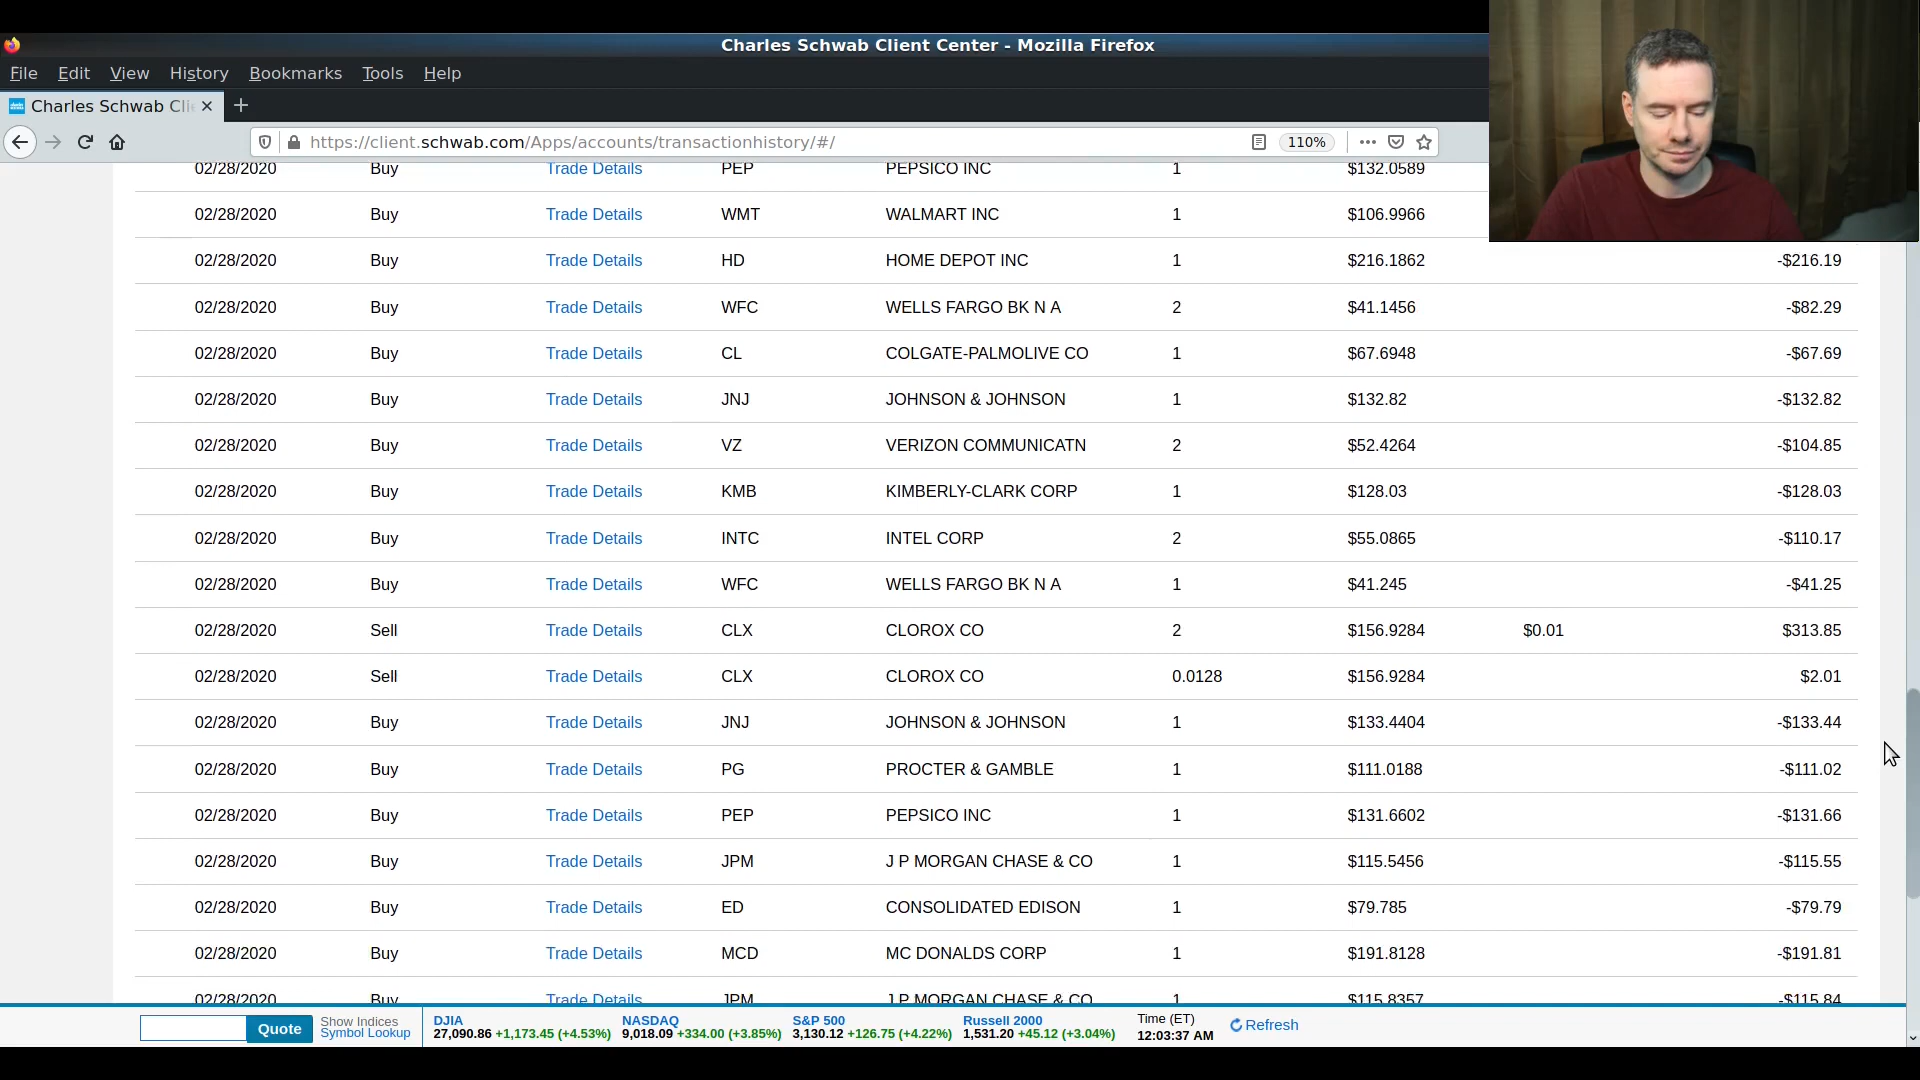 Charles Schwab Client Center - Mozilla Firefox
File Edit View History Bookmarks Tools Help
Charles Schwab Cli
https://client.schwab.com/Apps/accounts/transactionhistory/#/ 110%
02/28/2020 Buy Trade Details PEP PEPSICO INC 1 $132.0589
02/28/2020 Buy Trade Details WMT WALMART INC 1 $106.9966
02/28/2020 Buy Trade Details HD HOME DEPOT INC 1 $216.1862 -$216.19
02/28/2020 Buy Trade Details WFC WELLS FARGO BK N A 2 $41.1456 -$82.29
02/28/2020 Buy Trade Details CL COLGATE-PALMOLIVE CO 1 $67.6948 -$67.69
02/28/2020 Buy Trade Details JNJ JOHNSON & JOHNSON 1 $132.82 -$132.82
02/28/2020 Buy Trade Details VZ VERIZON COMMUNICATN 2 $52.4264 -$104.85
02/28/2020 Buy Trade Details KMB KIMBERLY-CLARK CORP 1 $128.03 -$128.03
02/28/2020 Buy Trade Details INTC INTEL CORP 2 $55.0865 -$110.17
02/28/2020 Buy Trade Details WFC WELLS FARGO BK N A 1 $41.245 -$41.25
02/28/2020 Sell Trade Details CLX CLOROX CO 2 $156.9284 $0.01 $313.85
02/28/2020 Sell Trade Details CLX CLOROX CO 0.0128 $156.9284 $2.01
02/28/2020 Buy Trade Details JNJ JOHNSON & JOHNSON 1 $133.4404 -$133.44
02/28/2020 Buy Trade Details PG PROCTER & GAMBLE 1 $111.0188 -$111.02
02/28/2020 Buy Trade Details PEP PEPSICO INC 1 $131.6602 -$131.66
02/28/2020 Buy Trade Details JPM J P MORGAN CHASE & CO 1 $115.5456 -$115.55
02/28/2020 Buy Trade Details ED CONSOLIDATED EDISON 1 $79.785 -$79.79
02/28/2020 Buy Trade Details MCD MC DONALDS CORP 1 $191.8128 -$191.81
02/28/2020 Buy Trade Details JPM J P MORGAN CHASE & CO 1 $115.8357 -$115.84
Quote Show Indices DJIA NASDAQ S&P 500 Russell 2000 Time (ET) Refresh
Symbol Lookup 27,090.86 +1,173.45 (+4.53%) 9,018.09 +334.00 (+3.85%) 3,130.12 +126.75 (+4.22%) 1,531.20 +45.12 (+3.04%) 12:03:37 AM